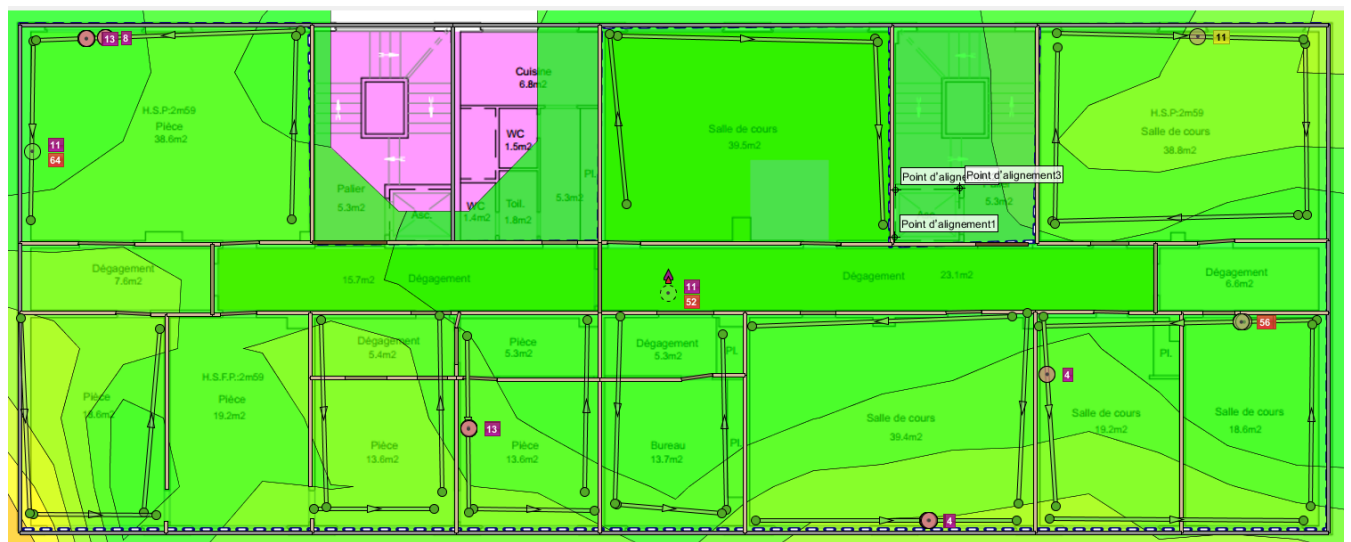 13 8
11
Cuisine
6.8m2
H.S.P:2m59
Pièce
38.6m2
WC
1.5m2
Salle de cours
39.5m2
H.S.P:2m59
Salle de cours
38.8m2
11
64
Palier
5.3m2
Asc.
WC
1.4m2
Toil.
1.8m2
5.3m2
Pl.
Point d'aligne
Point d'alignement3
5.3m2
Point d'alignement1
Dégagement
7.6m2
15.7m2
Dégagement
11
52
Dégagement
23.1m2
Dégagement
6.6m2
56
Dégagement
5.4m2
Pièce
5.3m2
Dégagement
5.3m2
Pl.
Pl.
4
H.S.F.P.:2m59
Pièce
18.6m2
Pièce
19.2m2
Pièce
13.6m2
13
Pièce
13.6m2
Bureau
13.7m2
Pl.
Salle de cours
39.4m2
Salle de cours
19.2m2
Salle de cours
18.6m2
4